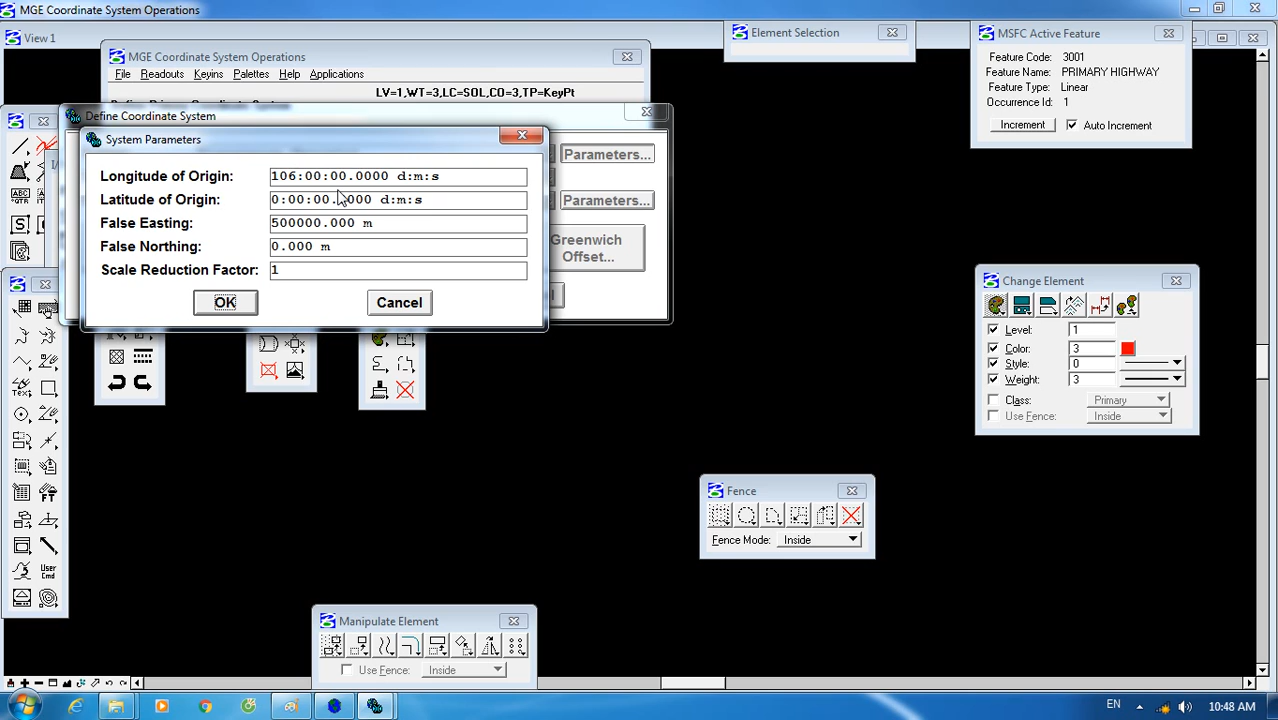 MGE Coordinate System Operations
View 1
Element Selection
MSFC Active Feature
MGE Coordinate System Operations
File Readouts Keyins Palettes Help Applications
LV=1,WT=3,LC=SOL,CO=3,TP=KeyPt
Feature Code: 3001
Feature Name: PRIMARY HIGHWAY
Feature Type: Linear
Occurrence Id: 1
Increment
Auto Increment
Define Coordinate System
System Parameters
Parameters...
Parameters...
Greenwich
Offset...
Longitude of Origin: 106:00:00.0000 d:m:s
Latitude of Origin: 0:00:00.0000 d:m:s
False Easting: 500000.000 m
False Northing: 0.000 m
Scale Reduction Factor: 1
OK
Cancel
Change Element
Level: 1
Color: 3
Style: 0
Weight: 3
Class: Primary
Use Fence: Inside
Tex
ABC
FT
User
Cmd
Fence
Fence Mode: Inside
Manipulate Element
Use Fence: Inside
EN
10:48 AM